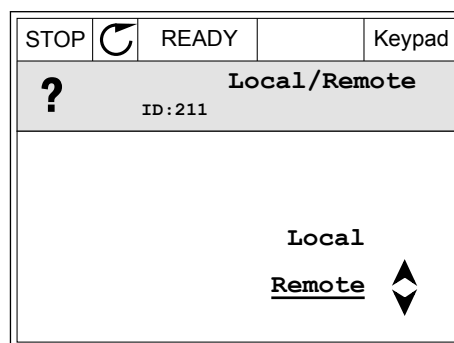 STOP READY Keypad
? Local/Remote
ID:211
Local
Remote